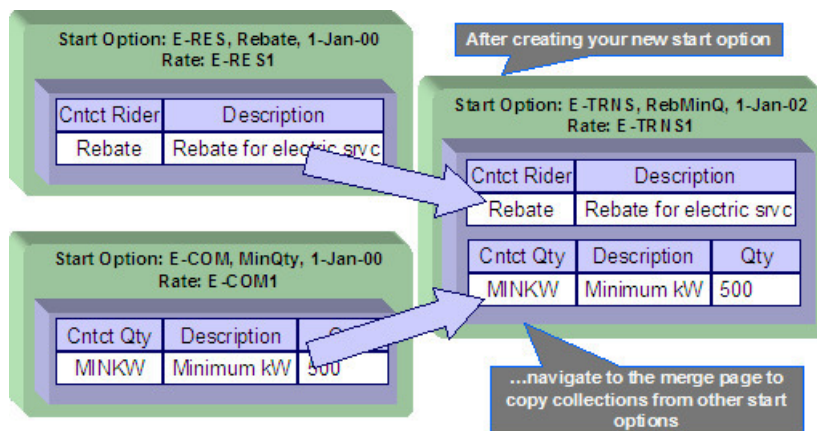 Start Option: E-RES, Rebate, 1-Jan-00
Rate: E-RES1
Cntct Rider Description
Rebate Rebate for electric srvc
After creating your new start option
Start Option: E-TRNS, RebMinQ, 1-Jan-02
Rate: E-TRNS1
Cntct Rider Description
Rebate Rebate for electric srvc
Cntct Qty Description Qty
MINKW Minimum kW 500
Start Option: E-COM, MinQty, 1-Jan-00
Rate: E-COM1
Cntct Qty Description
MINKW Minimum kW 500
...navigate to the merge page to
copy collections from other start
options